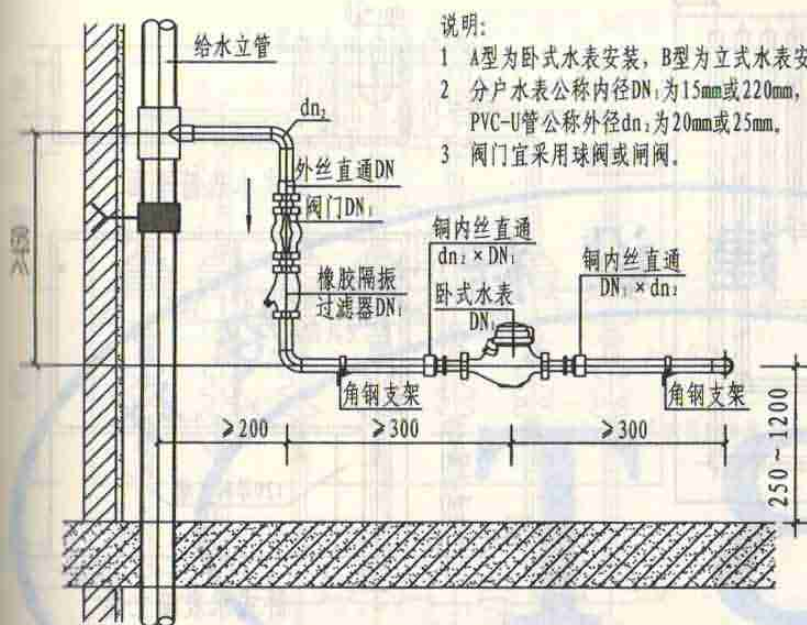 给水立管
说明:
1 A型为卧式水表安装, B型为立式水表安
2 分户水表公称内径DN₁为15mm或220mm,
PVC-U管公称外径dn₂为20mm或25mm。
3 阀门宜采用球阀或闸阀。
dn₂
外丝直通DN
阀门DN₁
橡胶隔振
过滤器DN₁
铜内丝直通
dn₂×DN₁
卧式水表
DN₁
铜内丝直通
DN₁×dn₂
角钢支架
角钢支架
≥200
≥300
≥300
250~1200